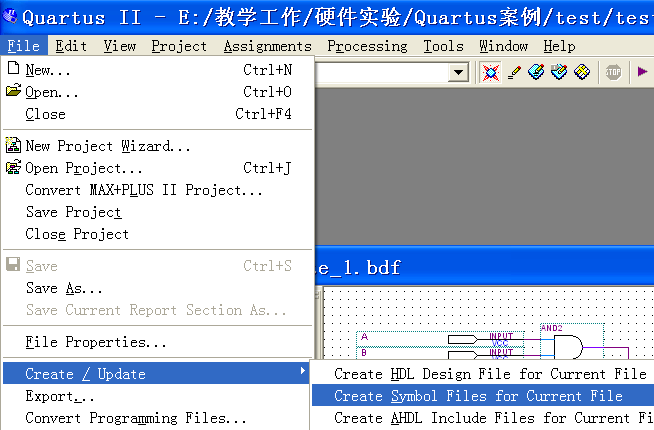 Quartus II - E:/教学工作/硬件实验/Quartus案例/test/tes
File Edit View Project Assignments Processing Tools Window Help
New... Ctrl+N
Open... Ctrl+O
Close Ctrl+F4
New Project Wizard...
Open Project... Ctrl+J
Convert MAX+PLUS II Project...
Save Project
Close Project
Save Ctrl+S
Save As...
Save Current Report Section As...
File Properties...
Create / Update
Export...
Convert Programming Files...
STOP
e_1.bdf
A INPUT VCC
B INPUT VCC
AND2
Create HDL Design File for Current File
Create Symbol Files for Current File
Create AHDL Include Files for Current Fi